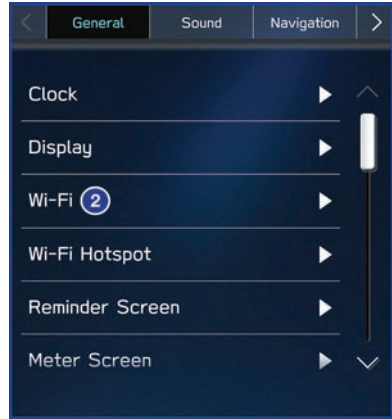 General Sound Navigation
Clock
Display
Wi-Fi 2
Wi-Fi Hotspot
Reminder Screen
Meter Screen